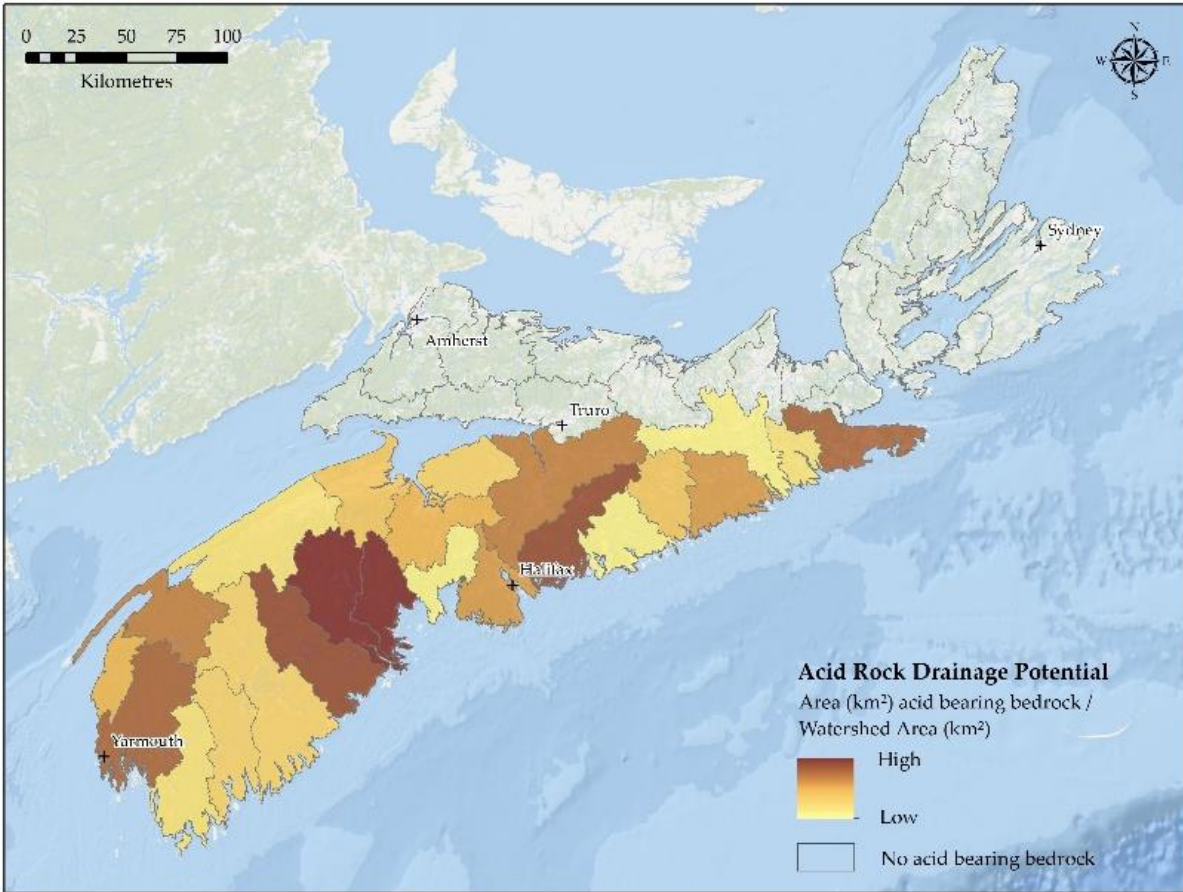 0 25 50 75 100
Kilometres
N
W E
S
Sydney
Amherst
Truro
Halifax
Yarmouth
Acid Rock Drainage Potential
Area (km²) acid bearing bedrock /
Watershed Area (km²)
High
Low
No acid bearing bedrock